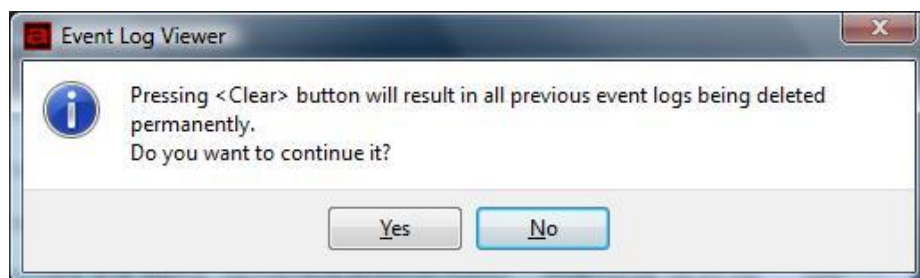 Event Log Viewer
Pressing <Clear> button will result in all previous event logs being deleted
permanently.
Do you want to continue it?
Yes
No